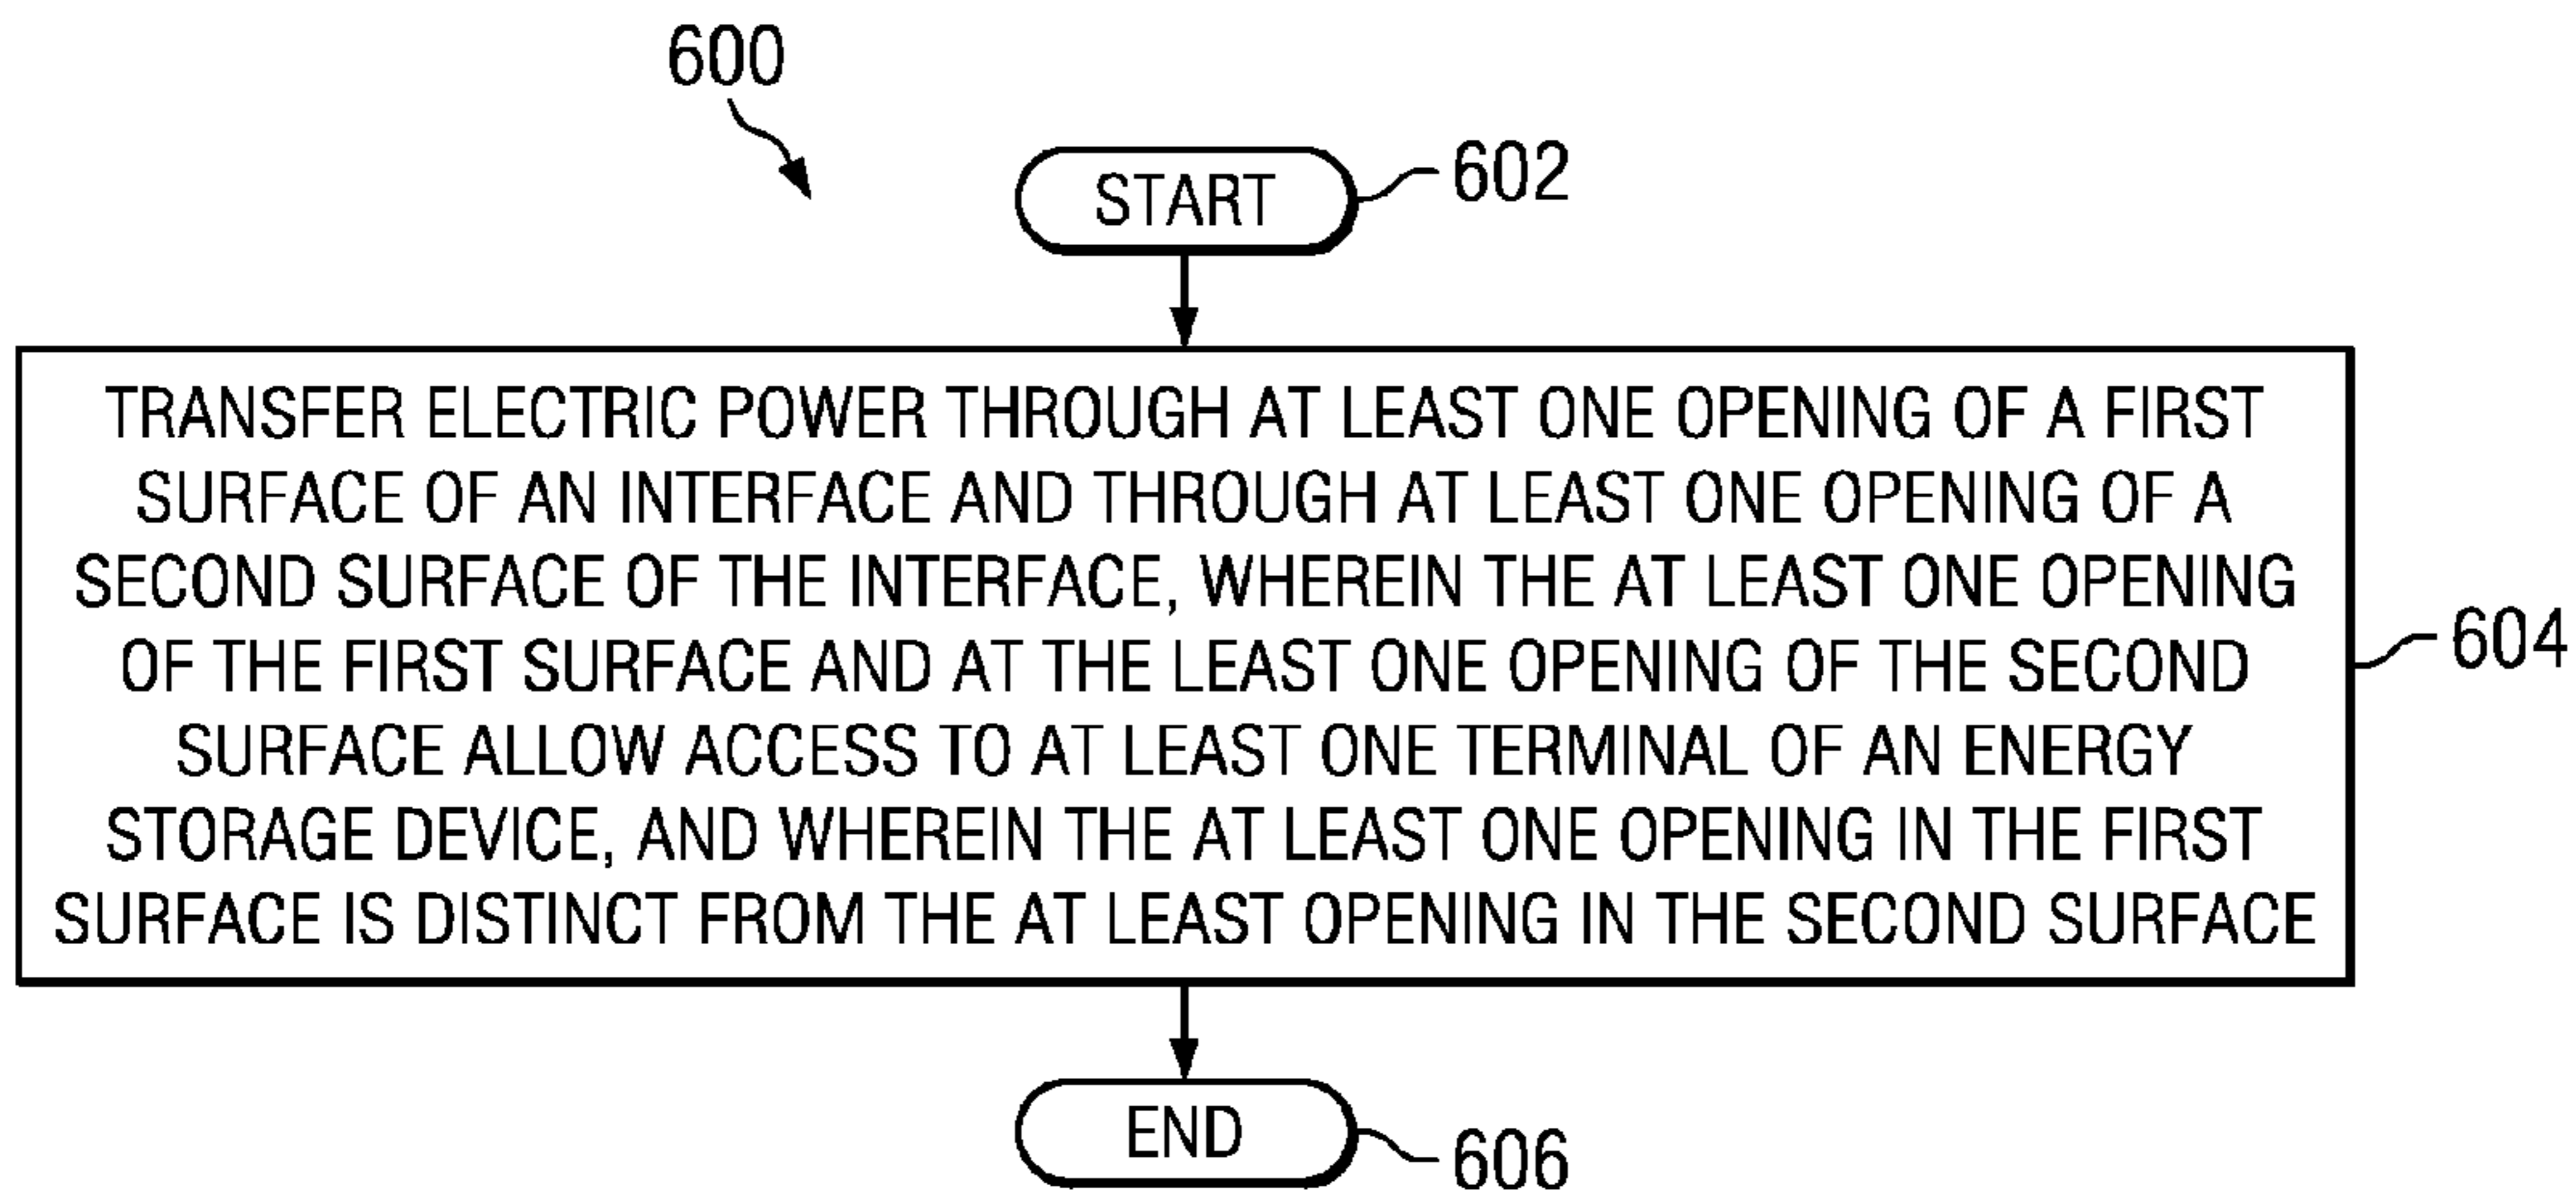 600
START
602
TRANSFER ELECTRIC POWER THROUGH AT LEAST ONE OPENING OF A FIRST
SURFACE OF AN INTERFACE AND THROUGH AT LEAST ONE OPENING OF A
SECOND SURFACE OF THE INTERFACE, WHEREIN THE AT LEAST ONE OPENING
OF THE FIRST SURFACE AND AT THE LEAST ONE OPENING OF THE SECOND
SURFACE ALLOW ACCESS TO AT LEAST ONE TERMINAL OF AN ENERGY
STORAGE DEVICE, AND WHEREIN THE AT LEAST ONE OPENING IN THE FIRST
SURFACE IS DISTINCT FROM THE AT LEAST OPENING IN THE SECOND SURFACE
604
END
606